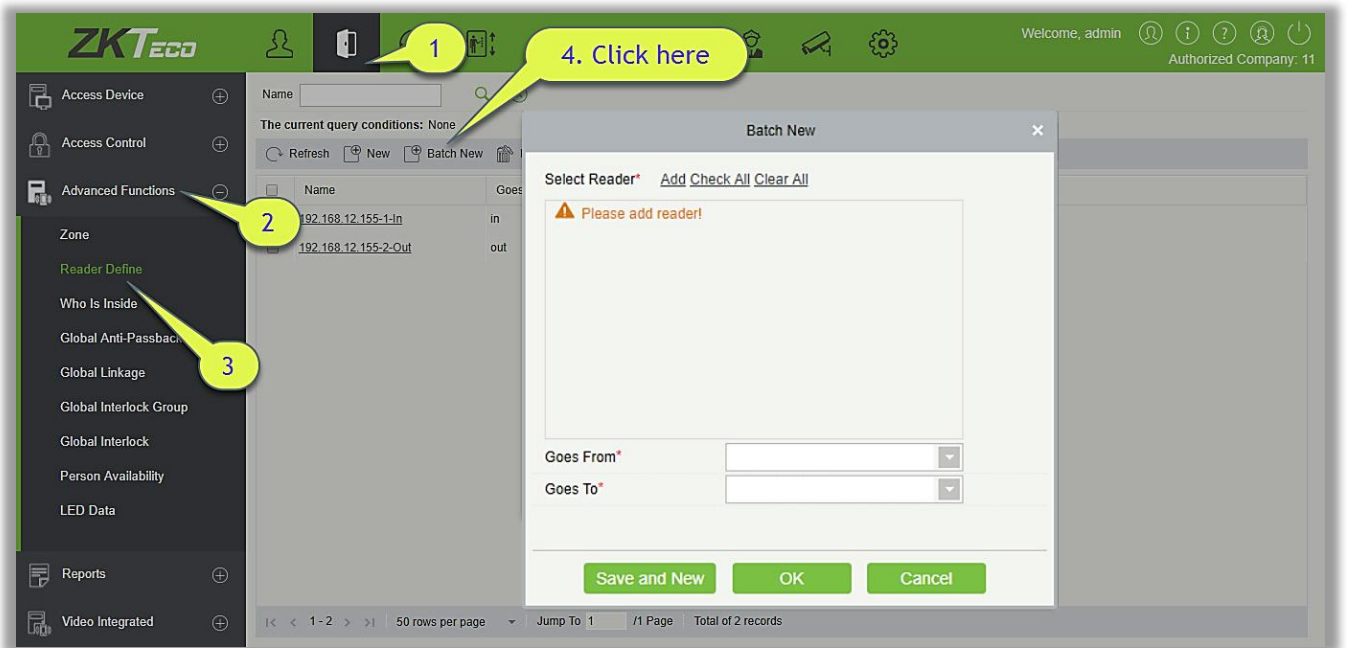 ZKTECO
1
4. Click here
Welcome, admin
Authorized Company: 11
Access Device
Access Control
Advanced Functions
2
Zone
Reader Define
Who Is Inside
3
Global Anti-Passback
Global Linkage
Global Interlock Group
Global Interlock
Person Availability
LED Data
Reports
Video Integrated
Name
The current query conditions: None
Refresh New Batch New
Name Goes
192.168.12.155-1-In in
192.168.12.155-2-Out out
Batch New
Select Reader* Add Check All Clear All
Please add reader!
Goes From*
Goes To*
Save and New OK Cancel
|< < 1 - 2 > >| 50 rows per page Jump To 1 /1 Page Total of 2 records